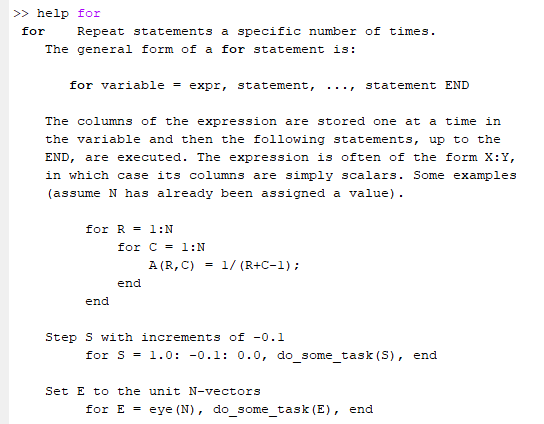 >> help for
for Repeat statements a specific number of times.
The general form of a for statement is:
for variable = expr, statement, ..., statement END
The columns of the expression are stored one at a time in
the variable and then the following statements, up to the
END, are executed. The expression is often of the form X:Y,
in which case its columns are simply scalars. Some examples
(assume N has already been assigned a value).
for R = 1:N
for C = 1:N
A(R,C) = 1/(R+C-1);
end
end
Step S with increments of -0.1
for S = 1.0: -0.1: 0.0, do_some_task(S), end
Set E to the unit N-vectors
for E = eye(N), do_some_task(E), end